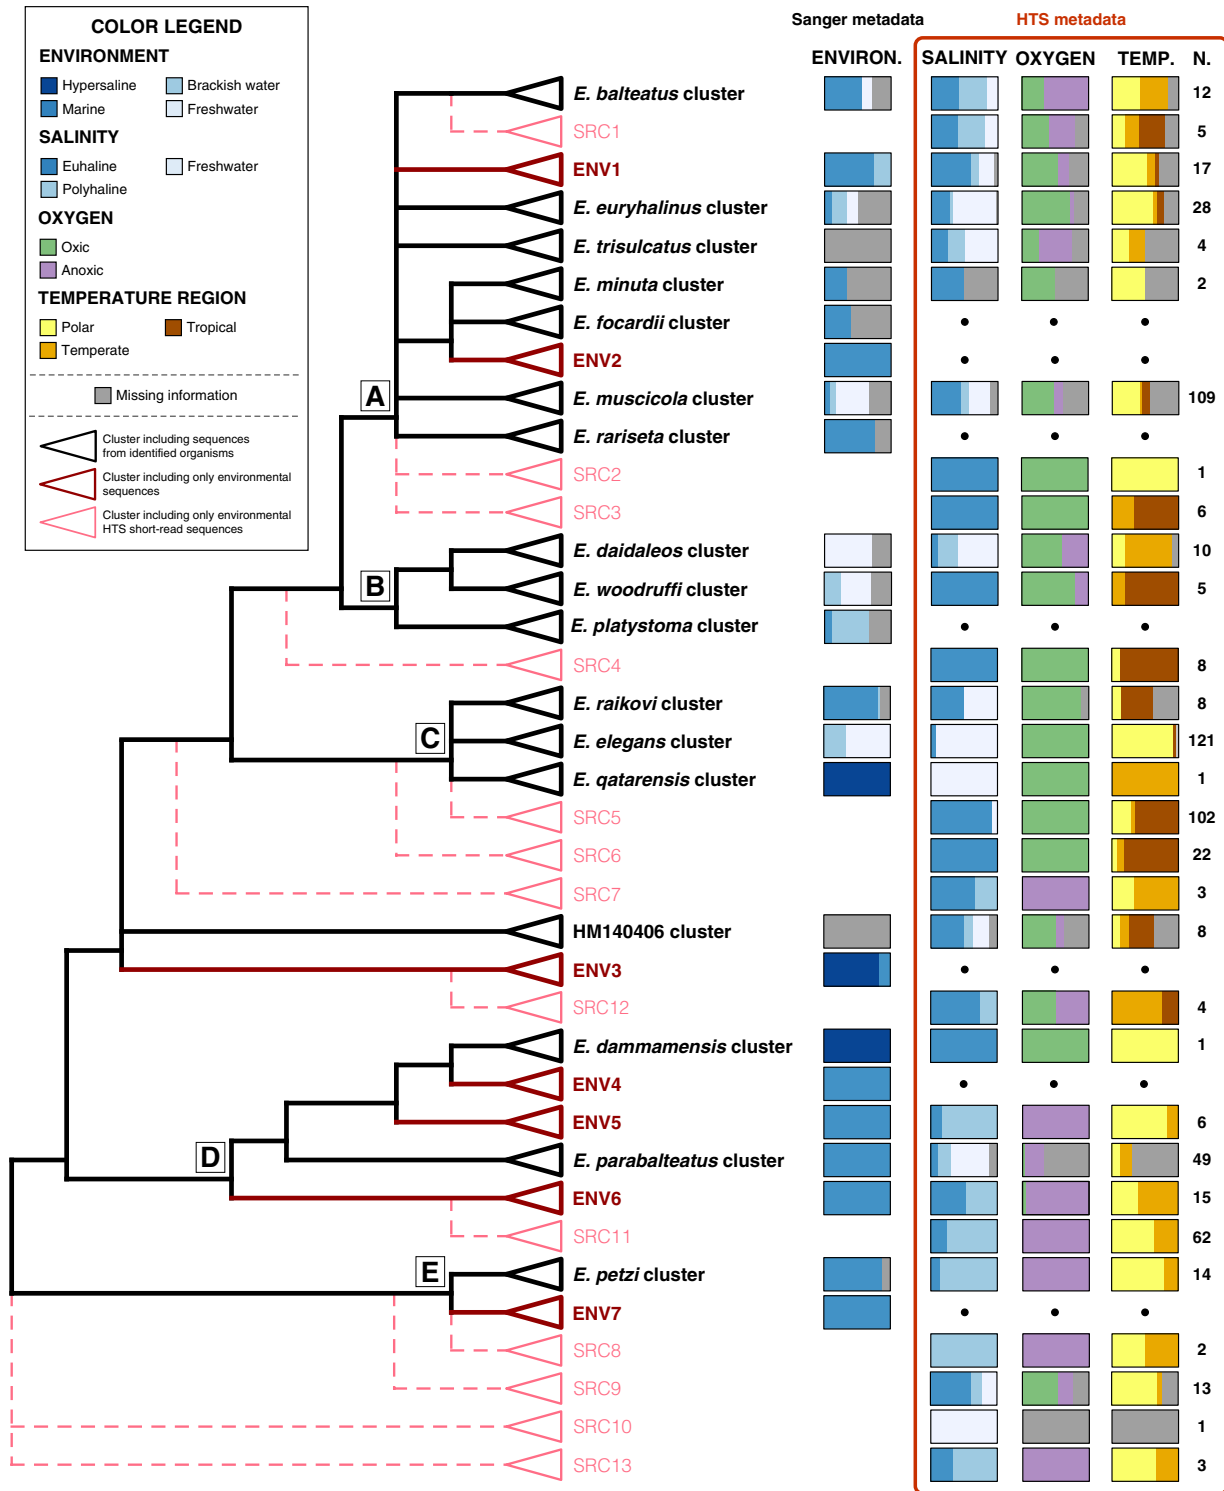 COLOR LEGEND
ENVIRONMENT
Hypersaline
Brackish water
Marine
Freshwater
SALINITY
Euhaline
Freshwater
Polyhaline
OXYGEN
Oxic
Anoxic
TEMPERATURE REGION
Polar
Tropical
Temperate
Missing information
Cluster including sequences
from identified organisms
Cluster including only environmental
sequences
Cluster including only environmental
HTS short-read sequences
Sanger metadata
HTS metadata
ENVIRON.
SALINITY
OXYGEN
TEMP.
N.
E. balteatus cluster 12
SRC1 5
ENV1 17
E. euryhalinus cluster 28
E. trisulcatus cluster 4
E. minuta cluster 2
E. focardii cluster
ENV2
A
E. muscicola cluster 109
E. rariseta cluster
SRC2 1
SRC3 6
E. daidaleos cluster 10
B
E. woodruffi cluster 5
E. platystoma cluster
SRC4 8
E. raikovi cluster 8
C
E. elegans cluster 121
E. qatarensis cluster 1
SRC5 102
SRC6 22
SRC7 3
HM140406 cluster 8
ENV3
SRC12 4
E. dammamensis cluster 1
ENV4
ENV5 6
D
E. parabalteatus cluster 49
ENV6 15
SRC11 62
E
E. petzi cluster 14
ENV7
SRC8 2
SRC9 13
SRC10 1
SRC13 3